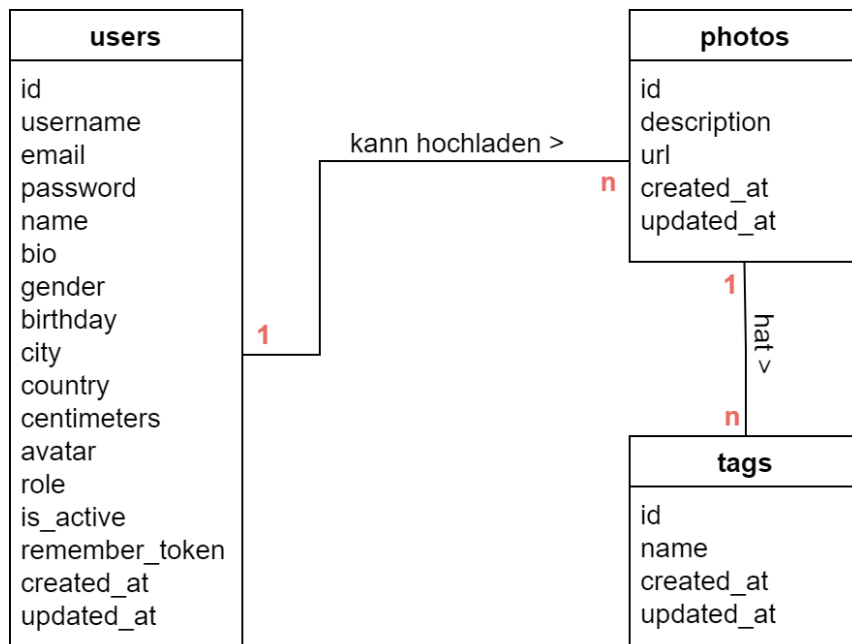 users
id
username
email
password
name
bio
gender
birthday
city
country
centimeters
avatar
role
is_active
remember_token
created_at
updated_at
kann hochladen >
1
n
photos
id
description
url
created_at
updated_at
1
hat >
n
tags
id
name
created_at
updated_at